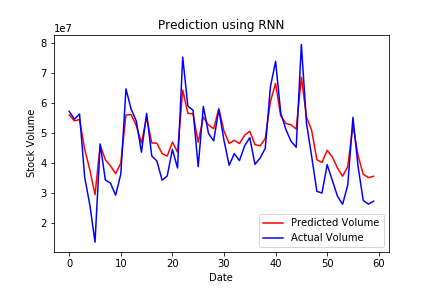 Prediction using RNN
1e7
8
7
6
5
4
3
2
Stock Volume
0
10
20
30
40
50
60
Date
Predicted Volume
Actual Volume